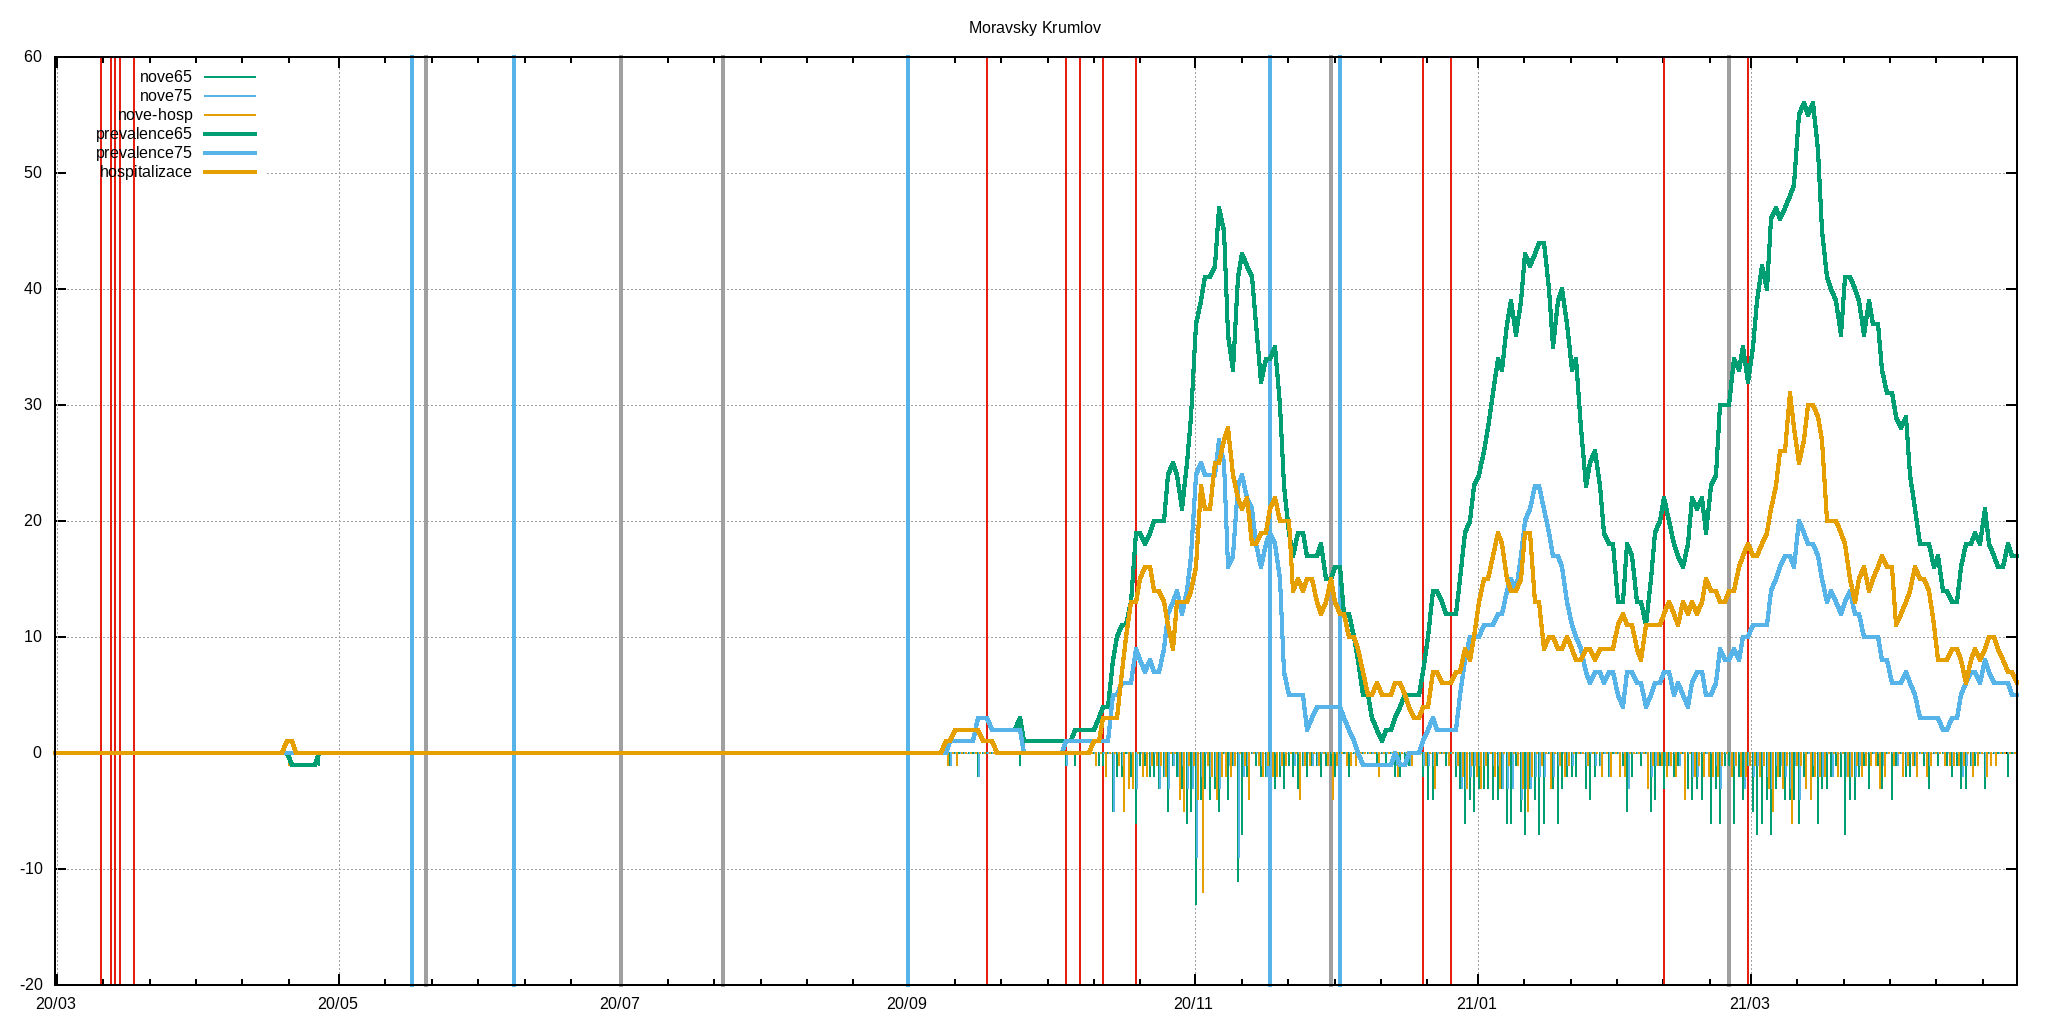 Moravsky Krumlov
60
50
40
30
20
10
0
-10
-20
nove65
nove75
nove-hosp
prevalence65
prevalence75
hospitalizace
20/03 20/05 20/07 20/09 20/11 21/01 21/03